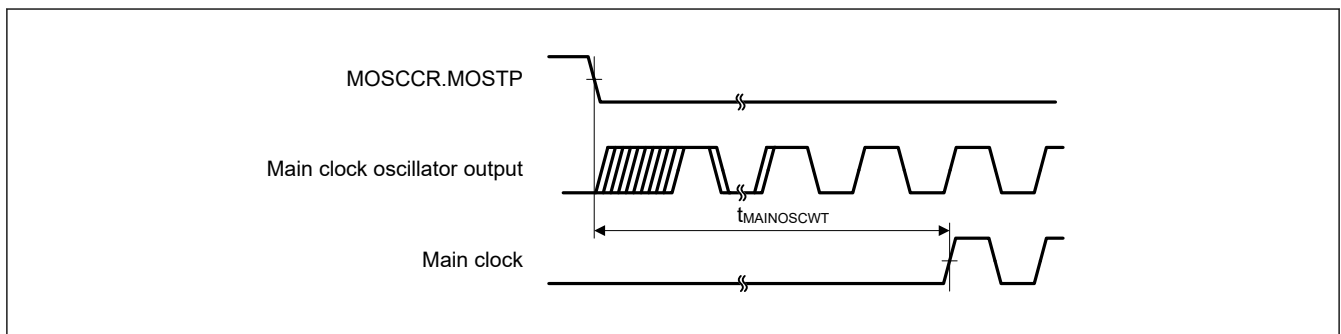 MOSCCR.MOSTP
Main clock oscillator output
tMAINOSCWT
Main clock